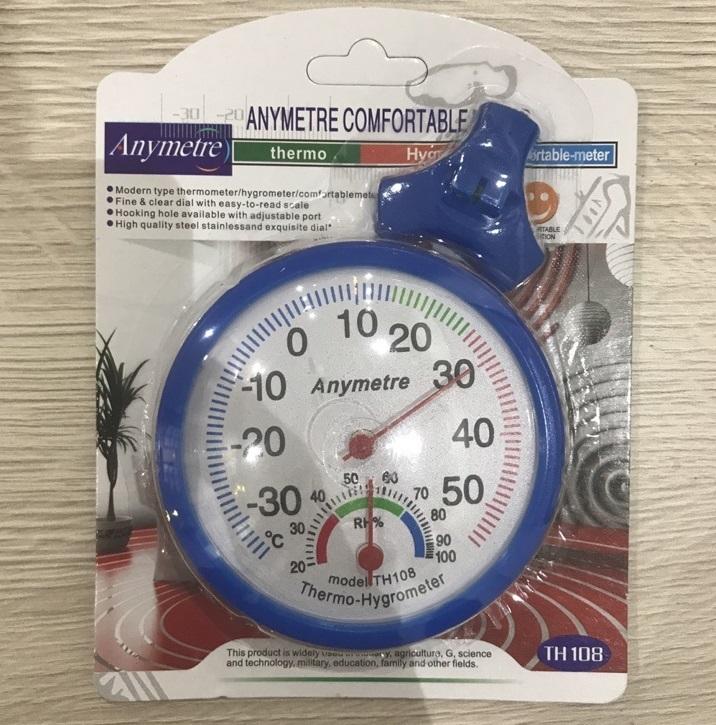 -30 -20
ANYMETRE COMFORTABLE
Anymetre
thermo
rtable-meter
Modern type thermometer/hygrometer/comfortablemete
Fine & clear dial with easy-to-read scale
Hooking hole available with adjustable port
High quality steel stainlessand exquisite dial"
0 10 20
-10 Anymetre 30
-20 40
-30 50
°C
50 60
40 70
30 RH% 80
90
20 100
model TH108
Thermo-Hygrometer
This product is widely used in industry, agriculture, G, science
and technology, military, education, family and other fields.
TH 108